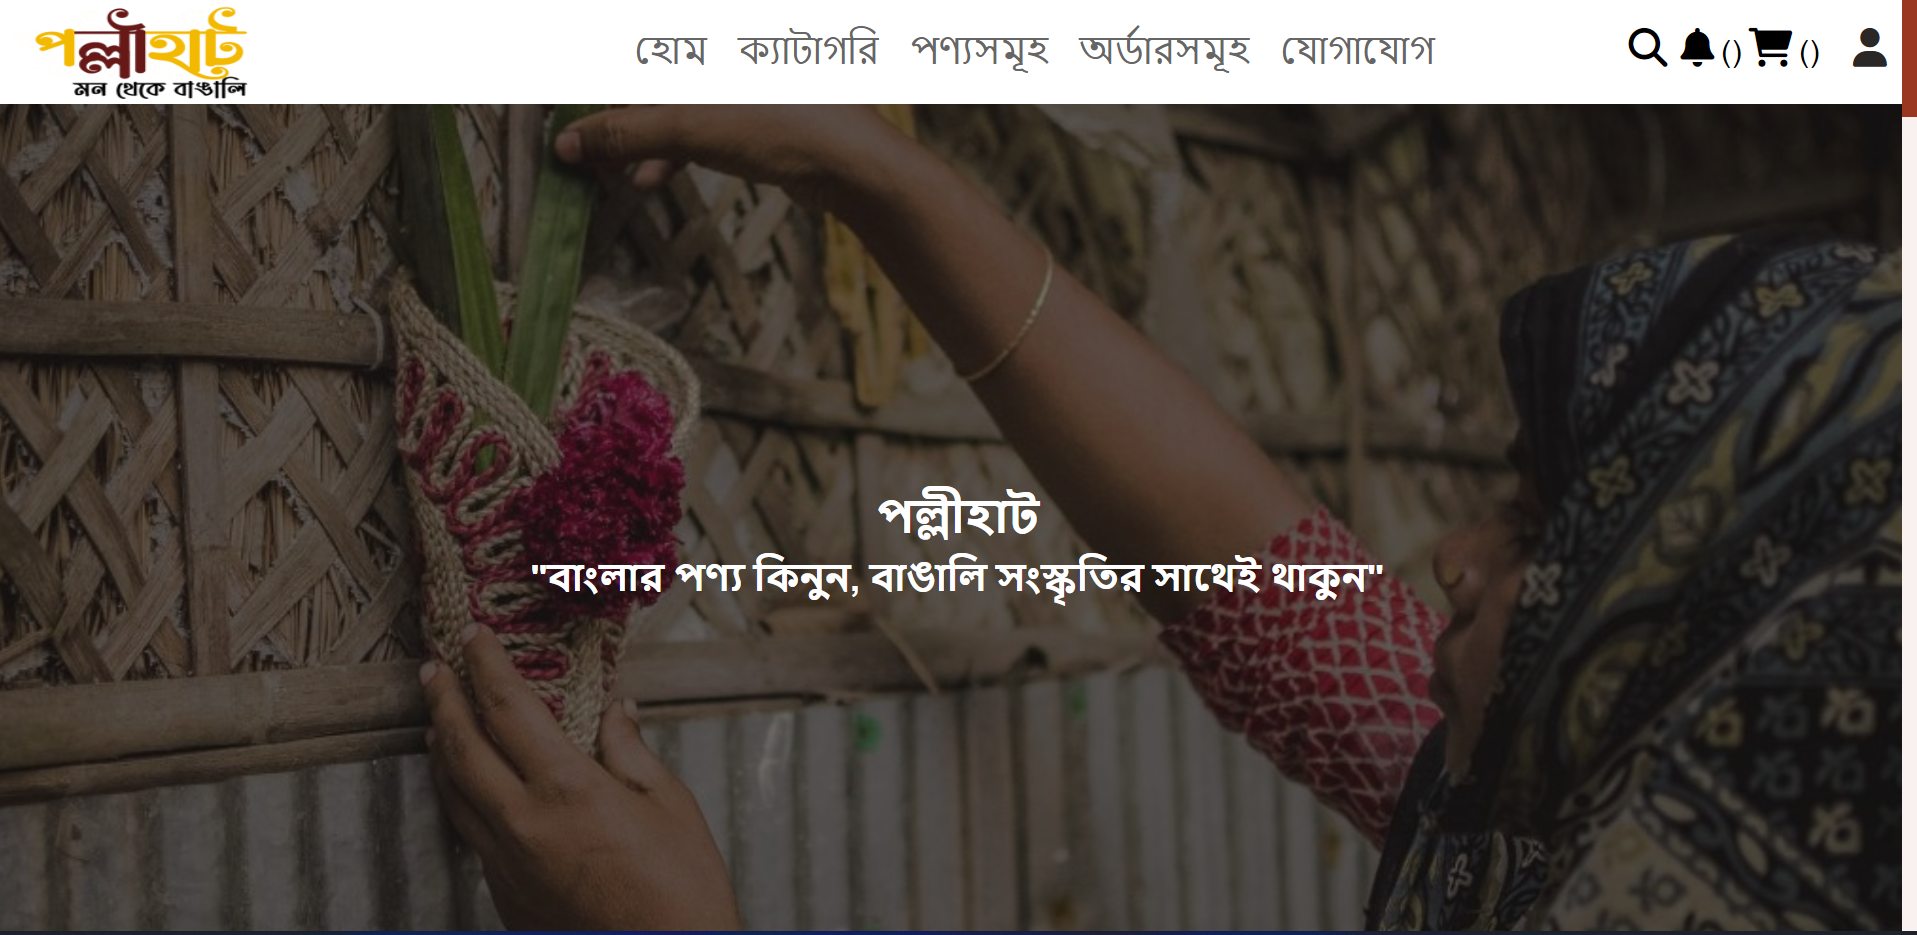 পল্লীহাট
মন থেকে বাঙালি
হোম ক্যাটাগরি পণ্যসমূহ অর্ডারসমূহ যোগাযোগ
() ()
পল্লীহাট
"বাংলার পণ্য কিনুন, বাঙালি সংস্কৃতির সাথেই থাকুন"